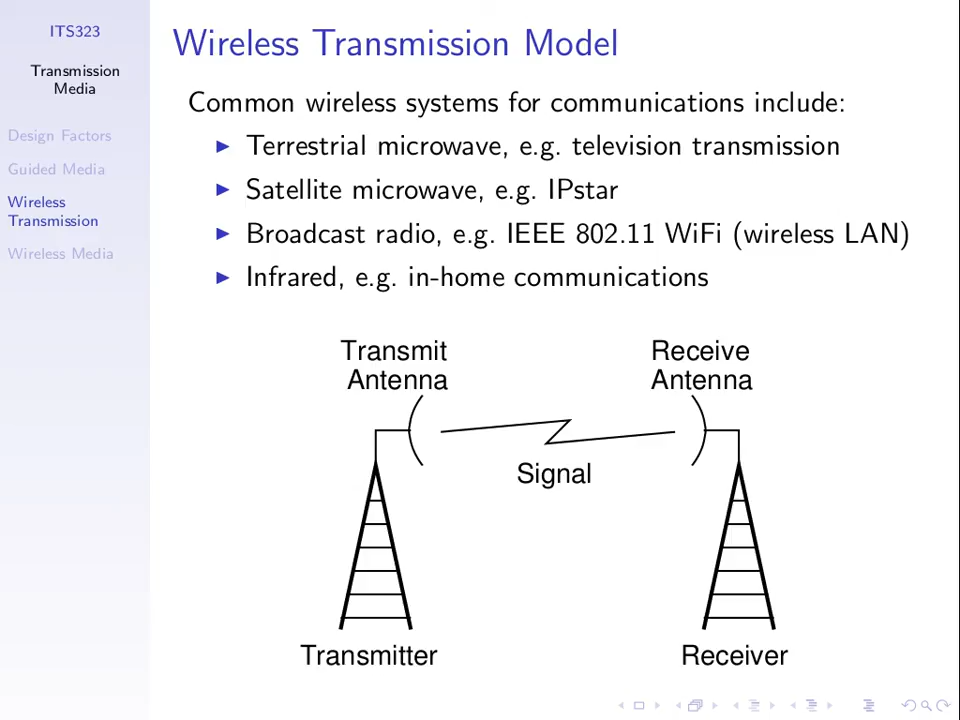 ITS323
Transmission
Media
Design Factors
Guided Media
Wireless
Transmission
Wireless Media
Wireless Transmission Model
Common wireless systems for communications include:
Terrestrial microwave, e.g. television transmission
Satellite microwave, e.g. IPstar
Broadcast radio, e.g. IEEE 802.11 WiFi (wireless LAN)
Infrared, e.g. in-home communications
Transmit
Antenna
Receive
Antenna
Signal
Transmitter
Receiver